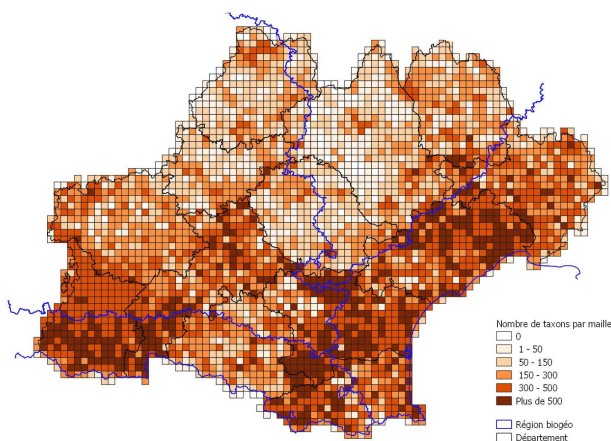 Nombre de taxons par maille
0
1 - 50
50 - 150
150 - 300
300 - 500
Plus de 500
Région biogéo
Département